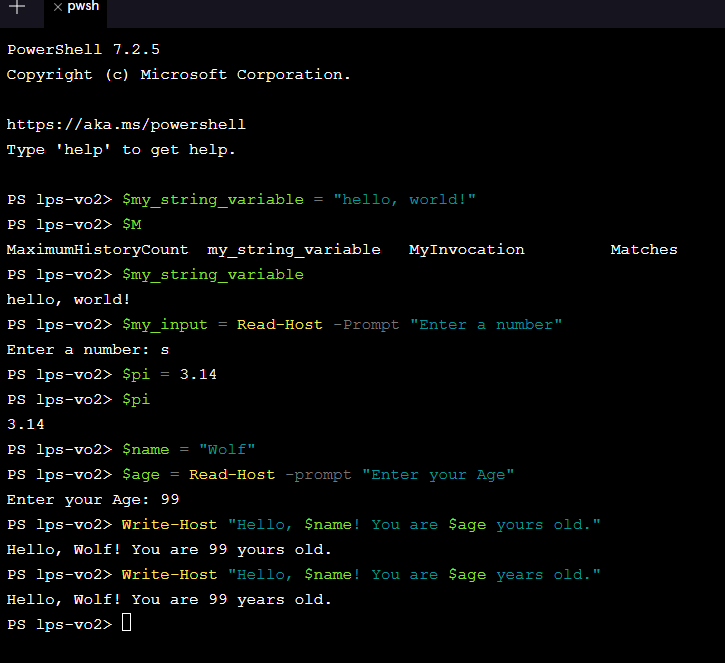 pwsh
PowerShell 7.2.5
Copyright (c) Microsoft Corporation.
https://aka.ms/powershell
Type 'help' to get help.
PS lps-vo2> $my_string_variable = "hello, world!"
PS lps-vo2> $M
MaximumHistoryCount my_string_variable MyInvocation Matches
PS lps-vo2> $my_string_variable
hello, world!
PS lps-vo2> $my_input = Read-Host -Prompt "Enter a number"
Enter a number: s
PS lps-vo2> $pi = 3.14
PS lps-vo2> $pi
3.14
PS lps-vo2> $name = "Wolf"
PS lps-vo2> $age = Read-Host -prompt "Enter your Age"
Enter your Age: 99
PS lps-vo2> Write-Host "Hello, $name! You are $age yours old."
Hello, Wolf! You are 99 yours old.
PS lps-vo2> Write-Host "Hello, $name! You are $age years old."
Hello, Wolf! You are 99 years old.
PS lps-vo2>